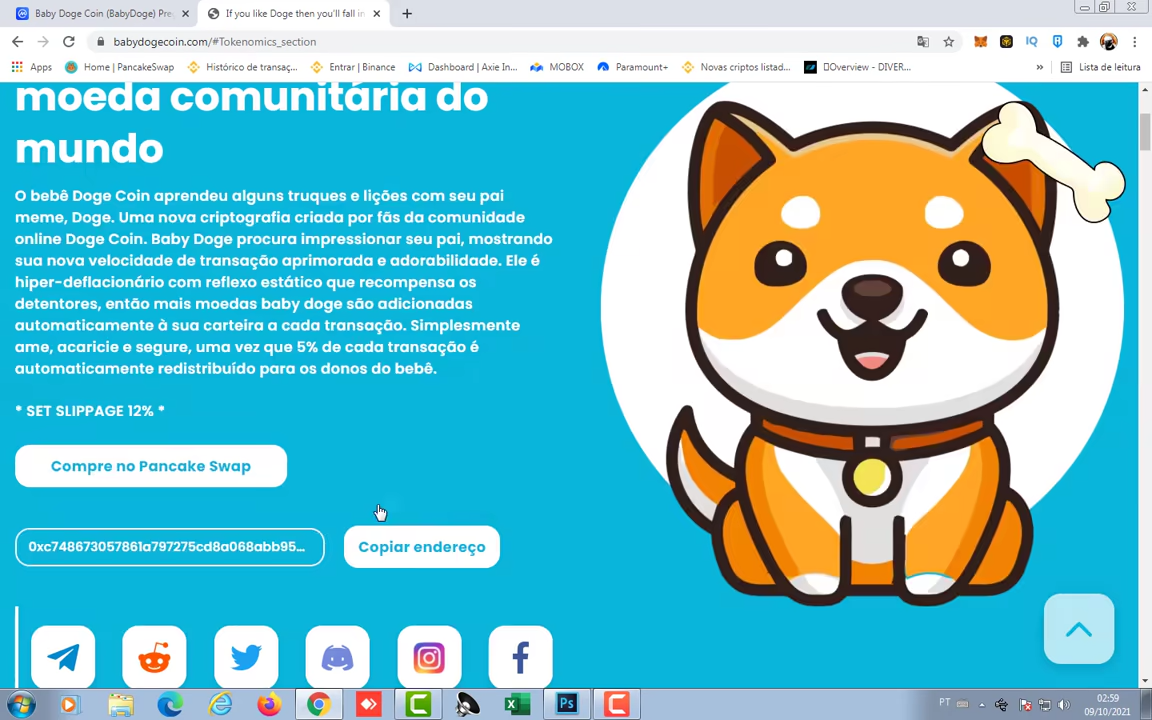 Baby Doge Coin (BabyDoge) Pre
If you like Doge then you'll fall in
babydogecoin.com/#Tokenomics_section
Apps
Home | PancakeSwap
Histórico de transaç...
Entrar | Binance
Dashboard | Axie In...
MOBOX
Paramount+
Novas criptos listad...
Overview - DIVER...
»
Lista de leitura
moeda comunitária do
mundo
O bebê Doge Coin aprendeu alguns truques e lições com seu pai
meme, Doge. Uma nova criptografia criada por fãs da comunidade
online Doge Coin. Baby Doge procura impressionar seu pai, mostrando
sua nova velocidade de transação aprimorada e adorabilidade. Ele é
hiper-deflacionário com reflexo estático que recompensa os
detentores, então mais moedas baby doge são adicionadas
automaticamente à sua carteira a cada transação. Simplesmente
ame, acaricie e segure, uma vez que 5% de cada transação é
automaticamente redistribuído para os donos do bebê.
* SET SLIPPAGE 12% *
Compre no Pancake Swap
0xc748673057861a797275cd8a068abb95...
Copiar endereço
PT
02:59
09/10/2021